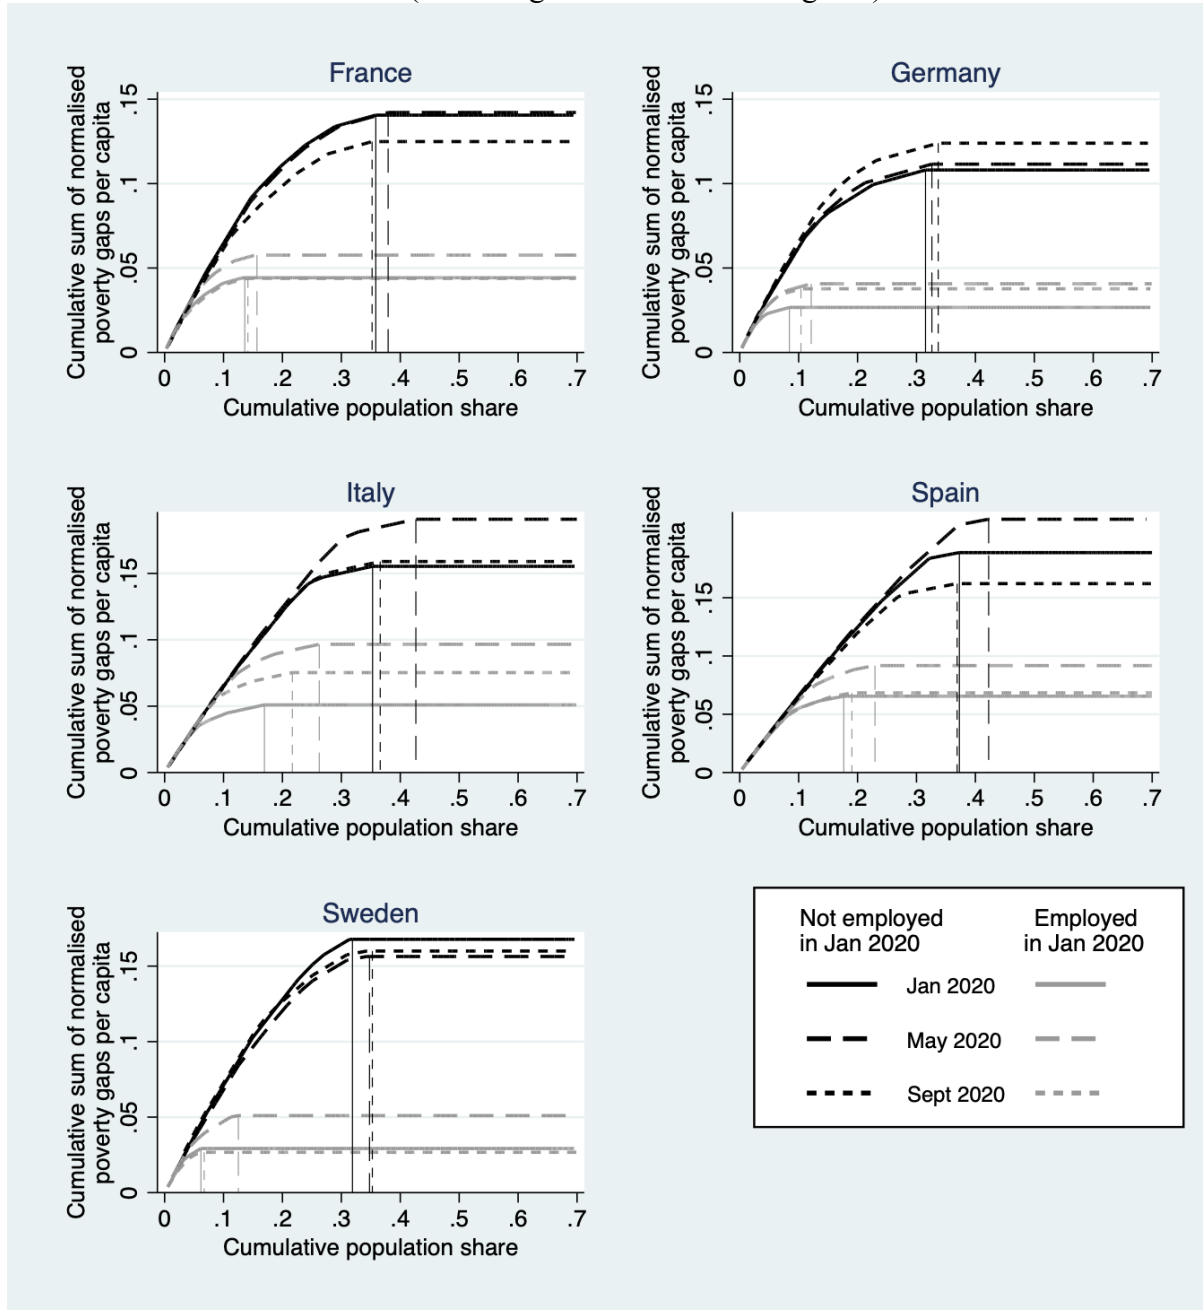 France
Cumulative sum of normalised
poverty gaps per capita
.15
.1
.05
0
0 .1 .2 .3 .4 .5 .6 .7
Cumulative population share
Germany
Cumulative sum of normalised
poverty gaps per capita
.15
.1
.05
0
0 .1 .2 .3 .4 .5 .6 .7
Cumulative population share
Italy
Cumulative sum of normalised
poverty gaps per capita
.15
.1
.05
0
0 .1 .2 .3 .4 .5 .6 .7
Cumulative population share
Spain
Cumulative sum of normalised
poverty gaps per capita
.15
.1
.05
0
0 .1 .2 .3 .4 .5 .6 .7
Cumulative population share
Sweden
Cumulative sum of normalised
poverty gaps per capita
.15
.1
.05
0
0 .1 .2 .3 .4 .5 .6 .7
Cumulative population share
Not employed Employed
in Jan 2020 in Jan 2020
Jan 2020
May 2020
Sept 2020